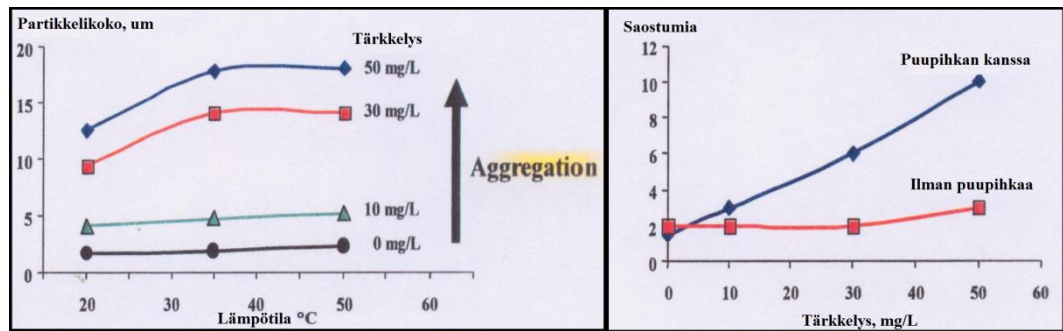 Partikkelikoko, um
Tärkkelys
20
15
10
5
0
50 mg/L
30 mg/L
10 mg/L
0 mg/L
Aggregation
20 30 40 50 60
Lämpötila °C
Saostumia
12
10
8
6
4
2
0
Puupihkan kanssa
Ilman puupihkaa
0 10 30 50 60
Tärkkelys, mg/L